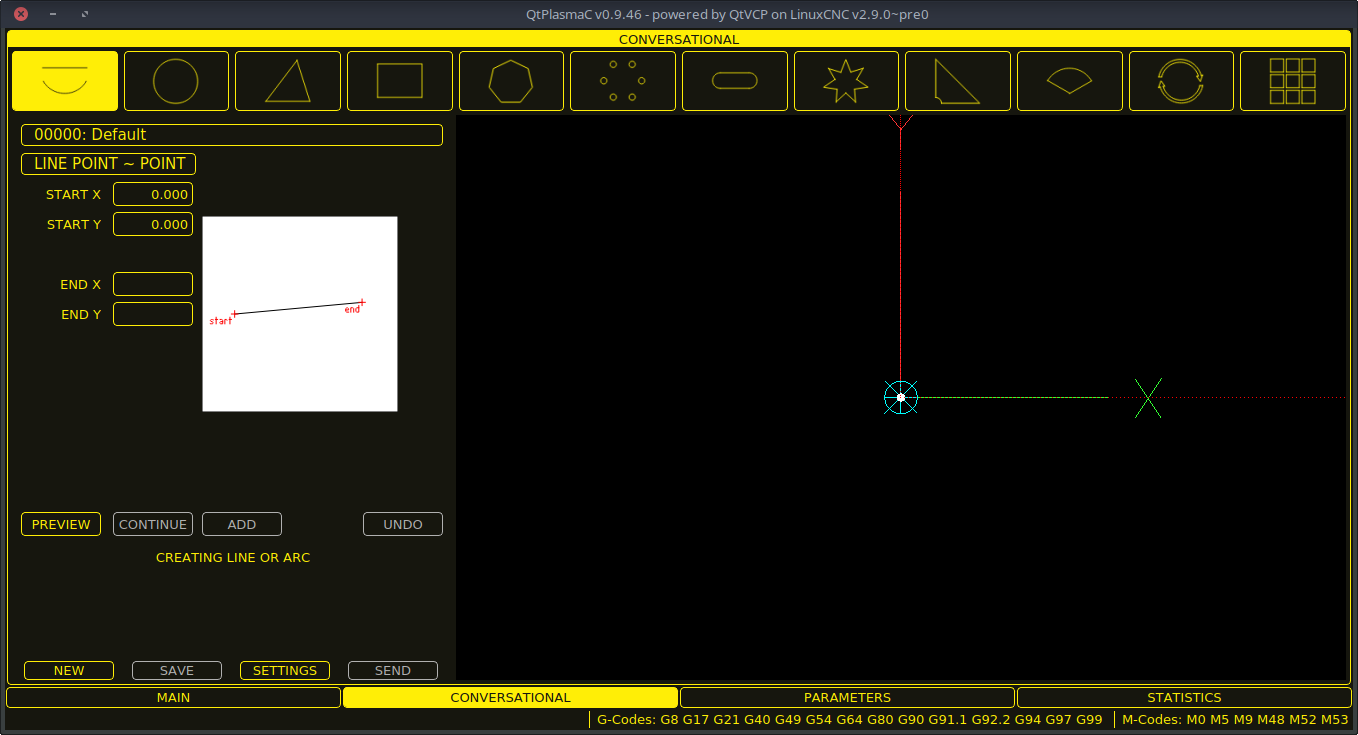 QtPlasmaC v0.9.46 - powered by QtVCP on LinuxCNC v2.9.0~pre0
CONVERSATIONAL
00000: Default
LINE POINT ~ POINT
START X 0.000
START Y 0.000
END X
END Y
start
end
Y
X
PREVIEW CONTINUE ADD UNDO
CREATING LINE OR ARC
NEW SAVE SETTINGS SEND
MAIN CONVERSATIONAL PARAMETERS STATISTICS
G-Codes: G8 G17 G21 G40 G49 G54 G64 G80 G90 G91.1 G92.2 G94 G97 G99 M-Codes: M0 M5 M9 M48 M52 M53